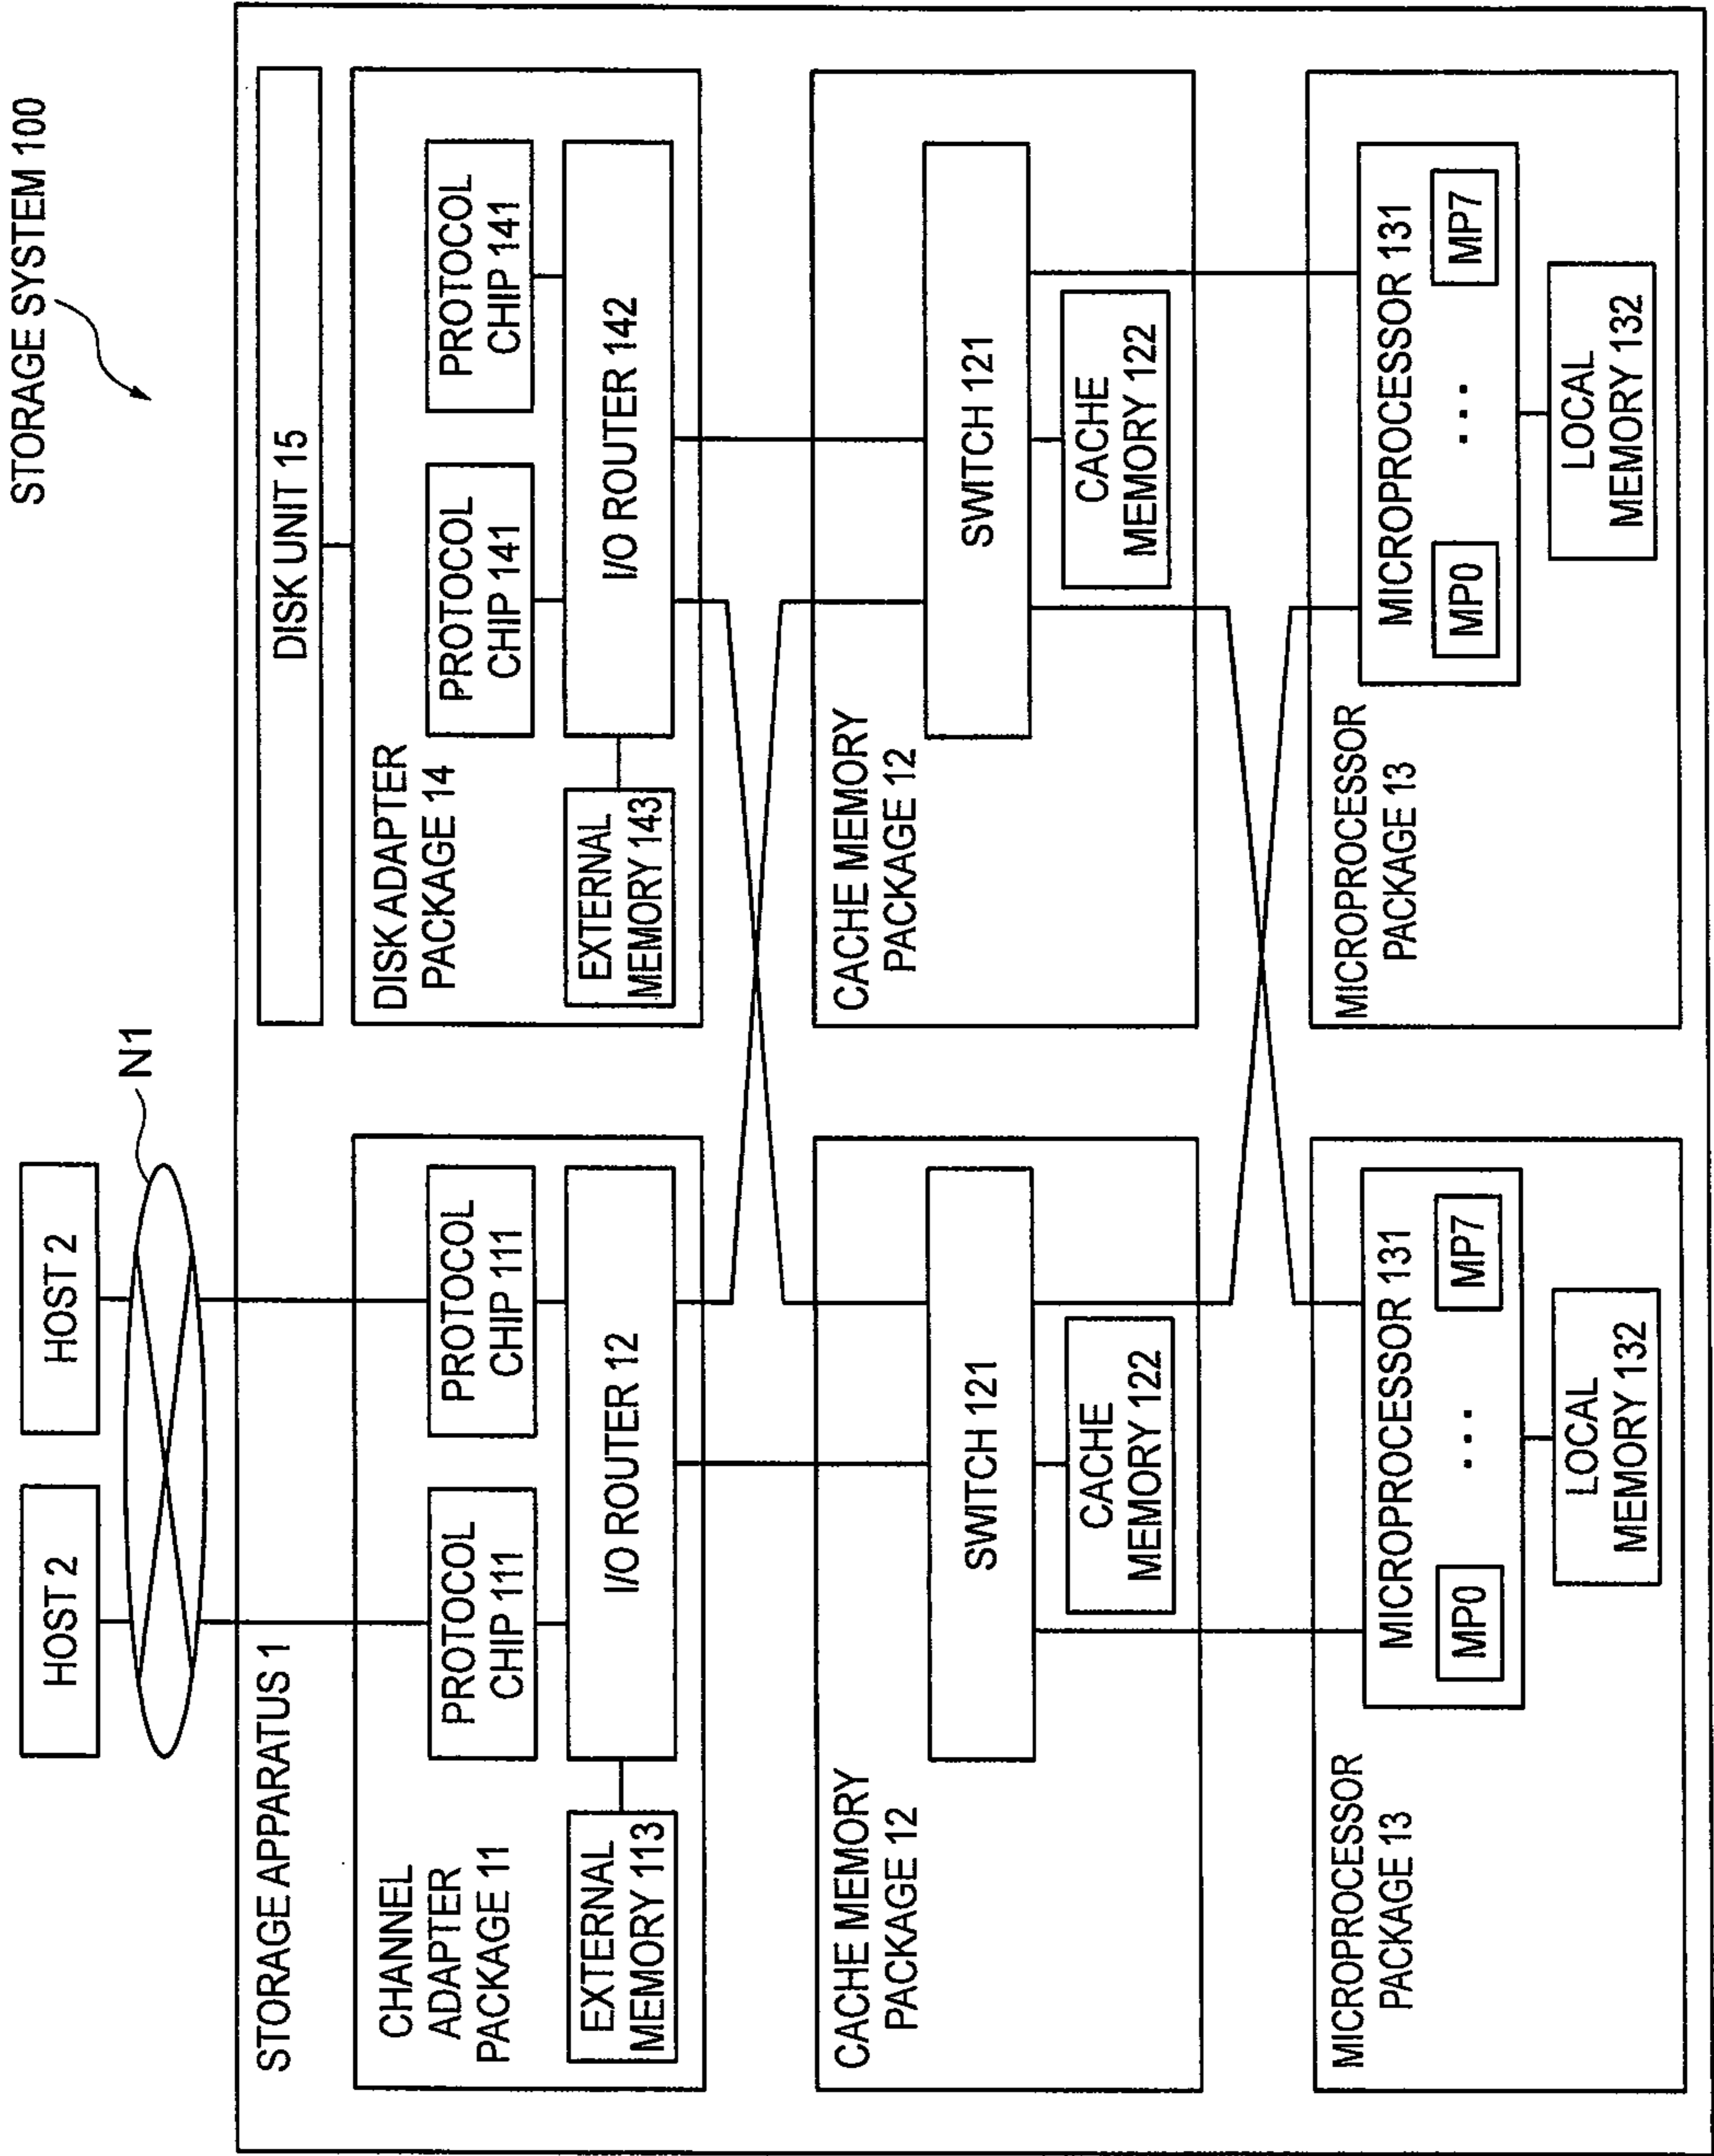 STORAGE SYSTEM 100
HOST 2
HOST 2
N1
STORAGE APPARATUS 1
DISK UNIT 15
CHANNEL
ADAPTER
PACKAGE 11
PROTOCOL
CHIP 111
PROTOCOL
CHIP 111
EXTERNAL
MEMORY 113
I/O ROUTER 12
DISK ADAPTER
PACKAGE 14
PROTOCOL
CHIP 141
PROTOCOL
CHIP 141
EXTERNAL
MEMORY 143
I/O ROUTER 142
CACHE MEMORY
PACKAGE 12
SWITCH 121
CACHE
MEMORY 122
CACHE MEMORY
PACKAGE 12
SWITCH 121
CACHE
MEMORY 122
MICROPROCESSOR
PACKAGE 13
MICROPROCESSOR 131
MP0
...
MP7
LOCAL
MEMORY 132
MICROPROCESSOR
PACKAGE 13
MICROPROCESSOR 131
MP0
...
MP7
LOCAL
MEMORY 132